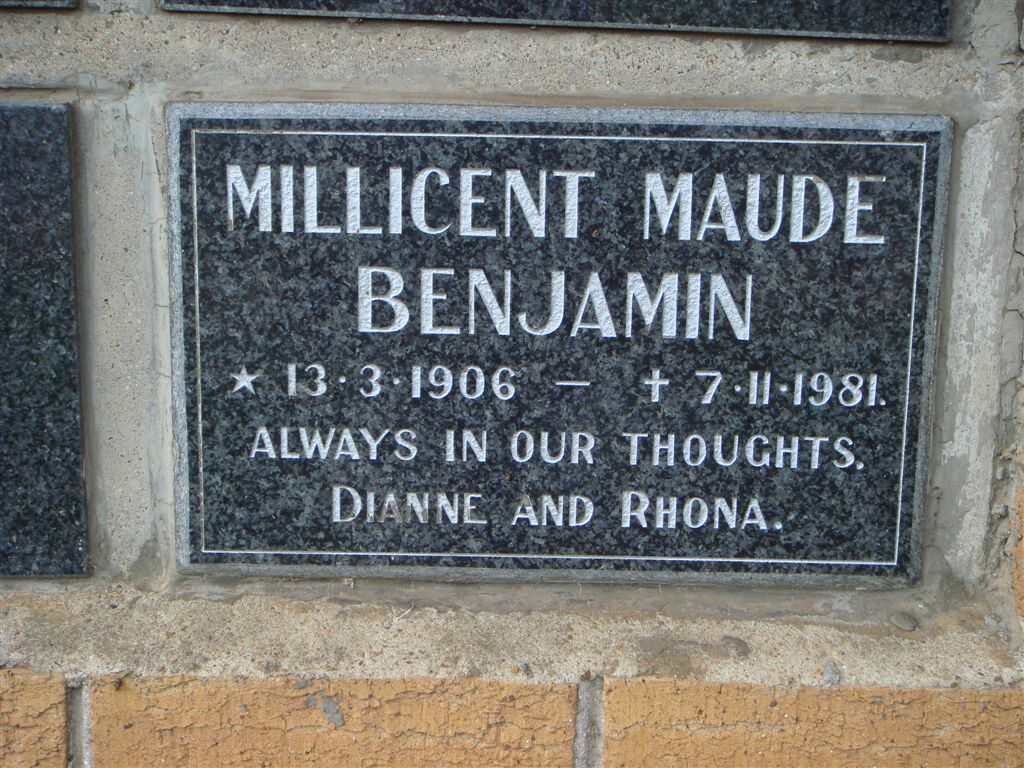 MILLICENT MAUDE
BENJAMIN
★ 13·3·1906 – † 7·11·1981.
ALWAYS IN OUR THOUGHTS.
DIANNE AND RHONA.